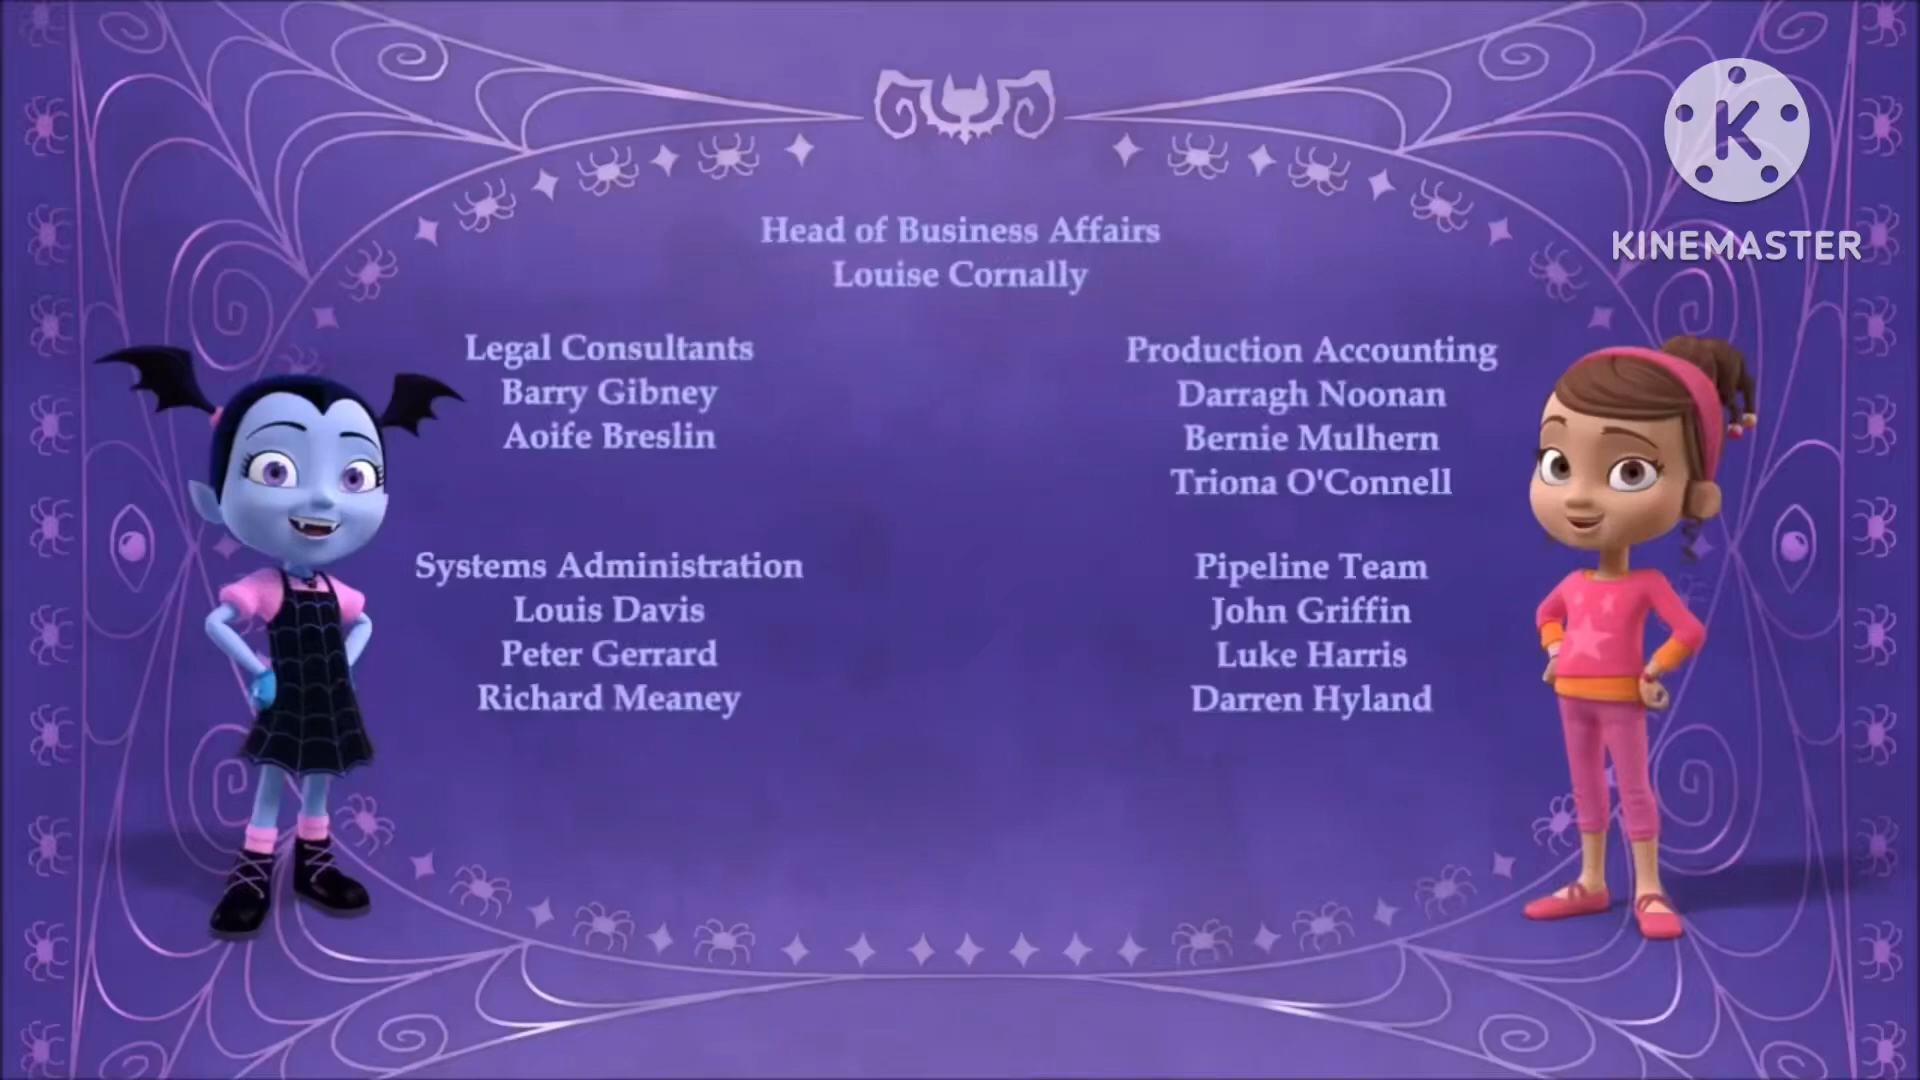 K
KINEMASTER
Head of Business Affairs
Louise Cornally
Legal Consultants
Barry Gibney
Aoife Breslin
Production Accounting
Darragh Noonan
Bernie Mulhern
Triona O'Connell
Systems Administration
Louis Davis
Peter Gerrard
Richard Meaney
Pipeline Team
John Griffin
Luke Harris
Darren Hyland